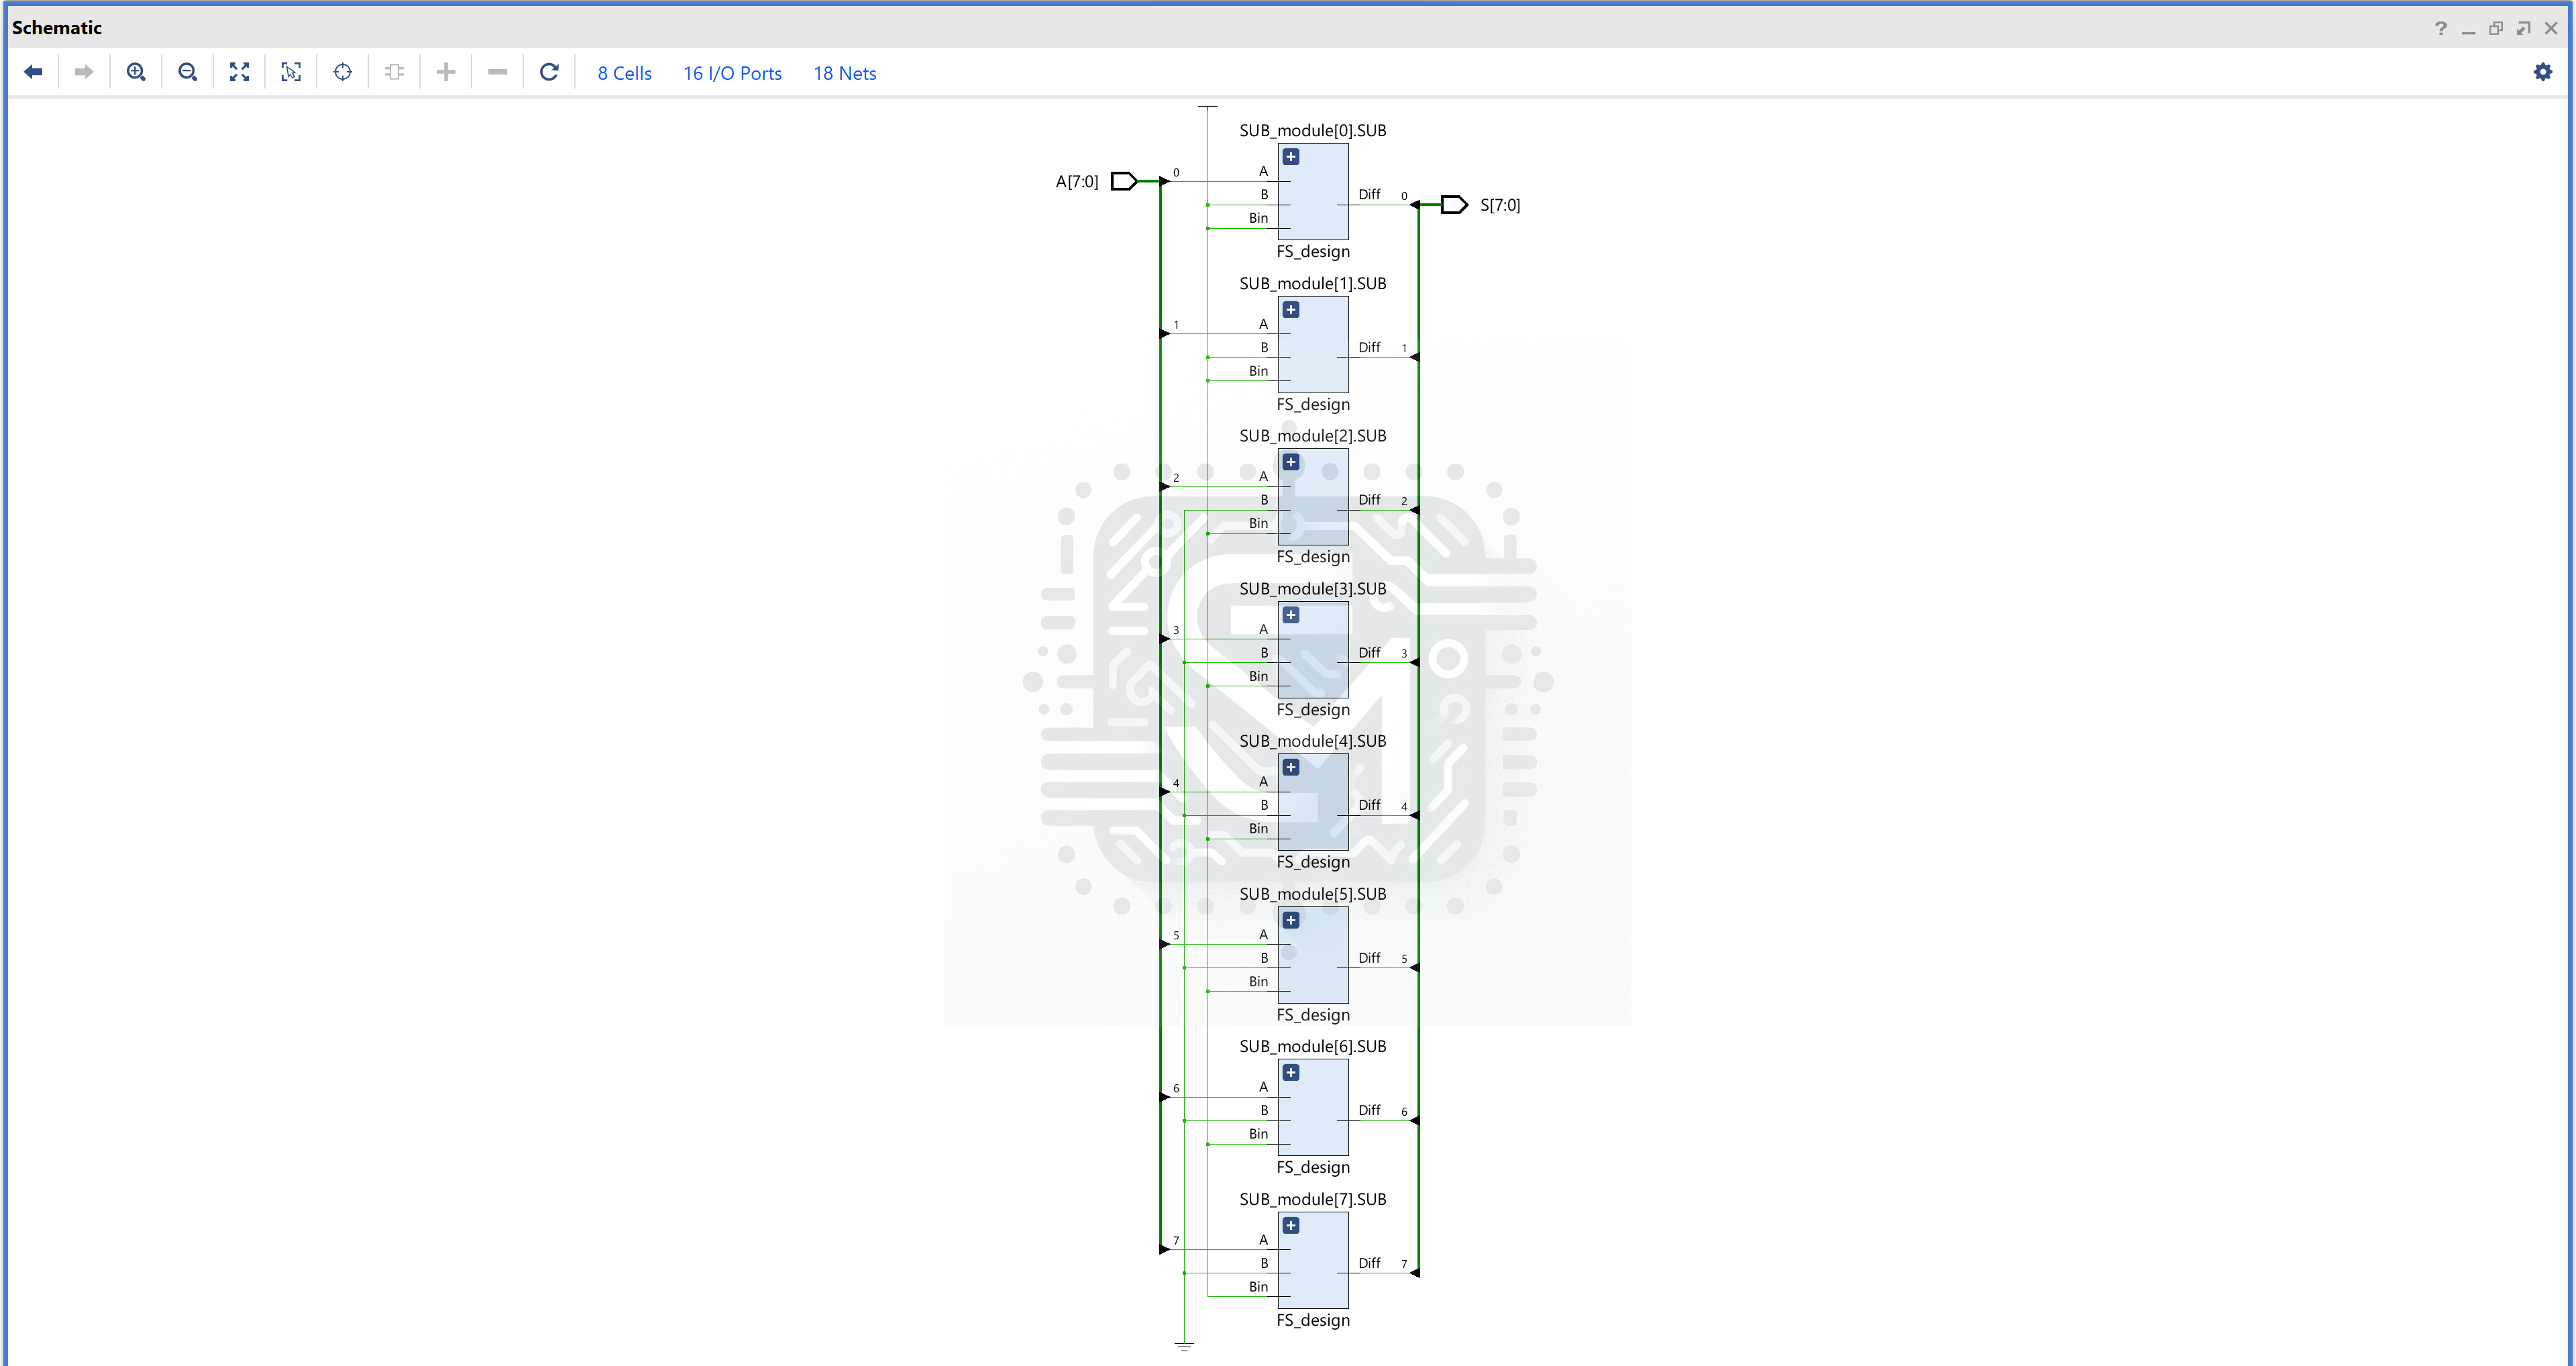 Schematic
8 Cells 16 I/O Ports 18 Nets
SUB_module[0].SUB
A[7:0] 0 A
B Diff 0 S[7:0]
Bin
FS_design
SUB_module[1].SUB
1 A
B Diff 1
Bin
FS_design
SUB_module[2].SUB
2 A
B Diff 2
Bin
FS_design
SUB_module[3].SUB
3 A
B Diff 3
Bin
FS_design
SUB_module[4].SUB
4 A
B Diff 4
Bin
FS_design
SUB_module[5].SUB
5 A
B Diff 5
Bin
FS_design
SUB_module[6].SUB
6 A
B Diff 6
Bin
FS_design
SUB_module[7].SUB
7 A
B Diff 7
Bin
FS_design